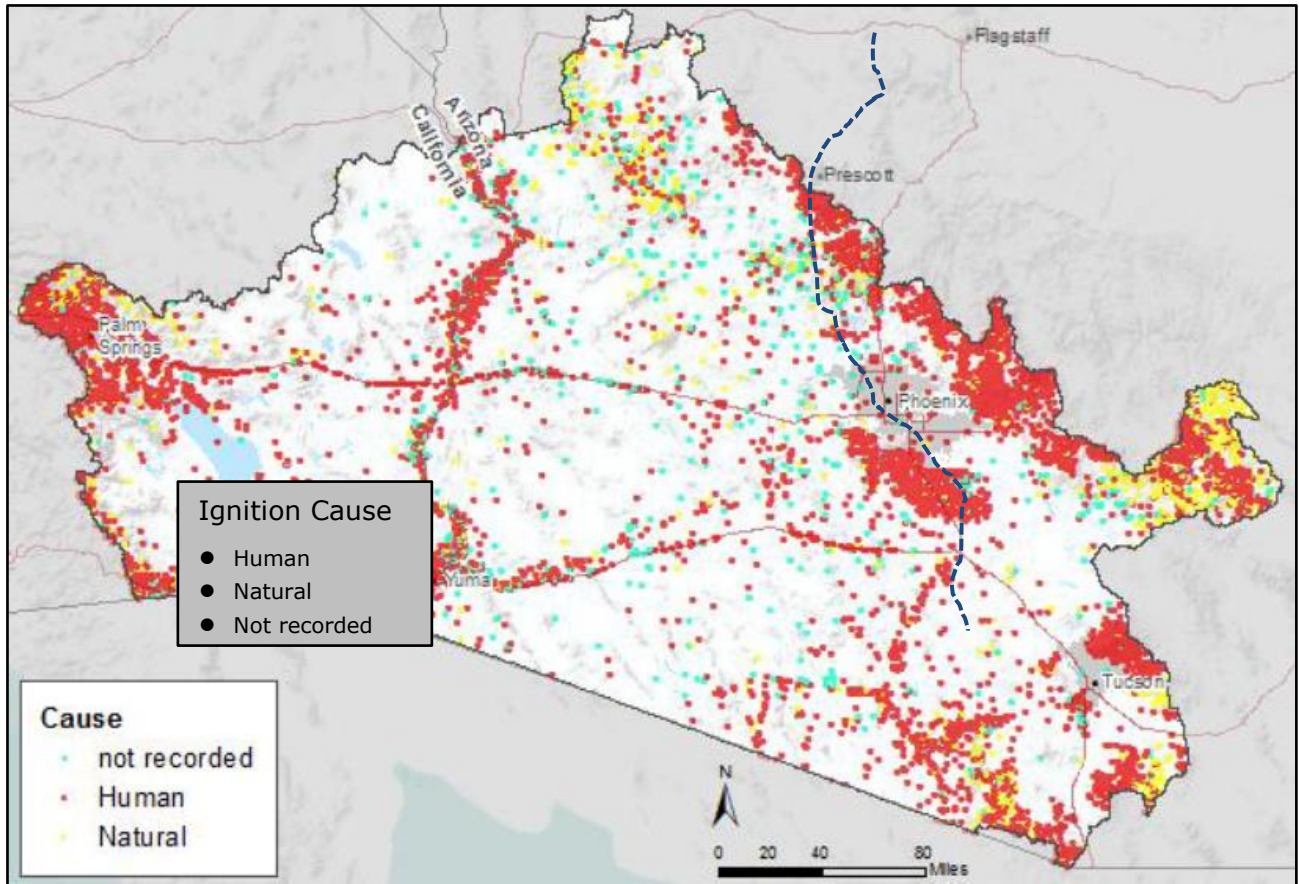 Flagstaff
Arizona
California
Prescott
Palm
Springs
Phoenix
Ignition Cause
● Human
● Natural
● Not recorded
Yuma
Tucson
Cause
not recorded
Human
Natural
N
0 20 40 80
Miles